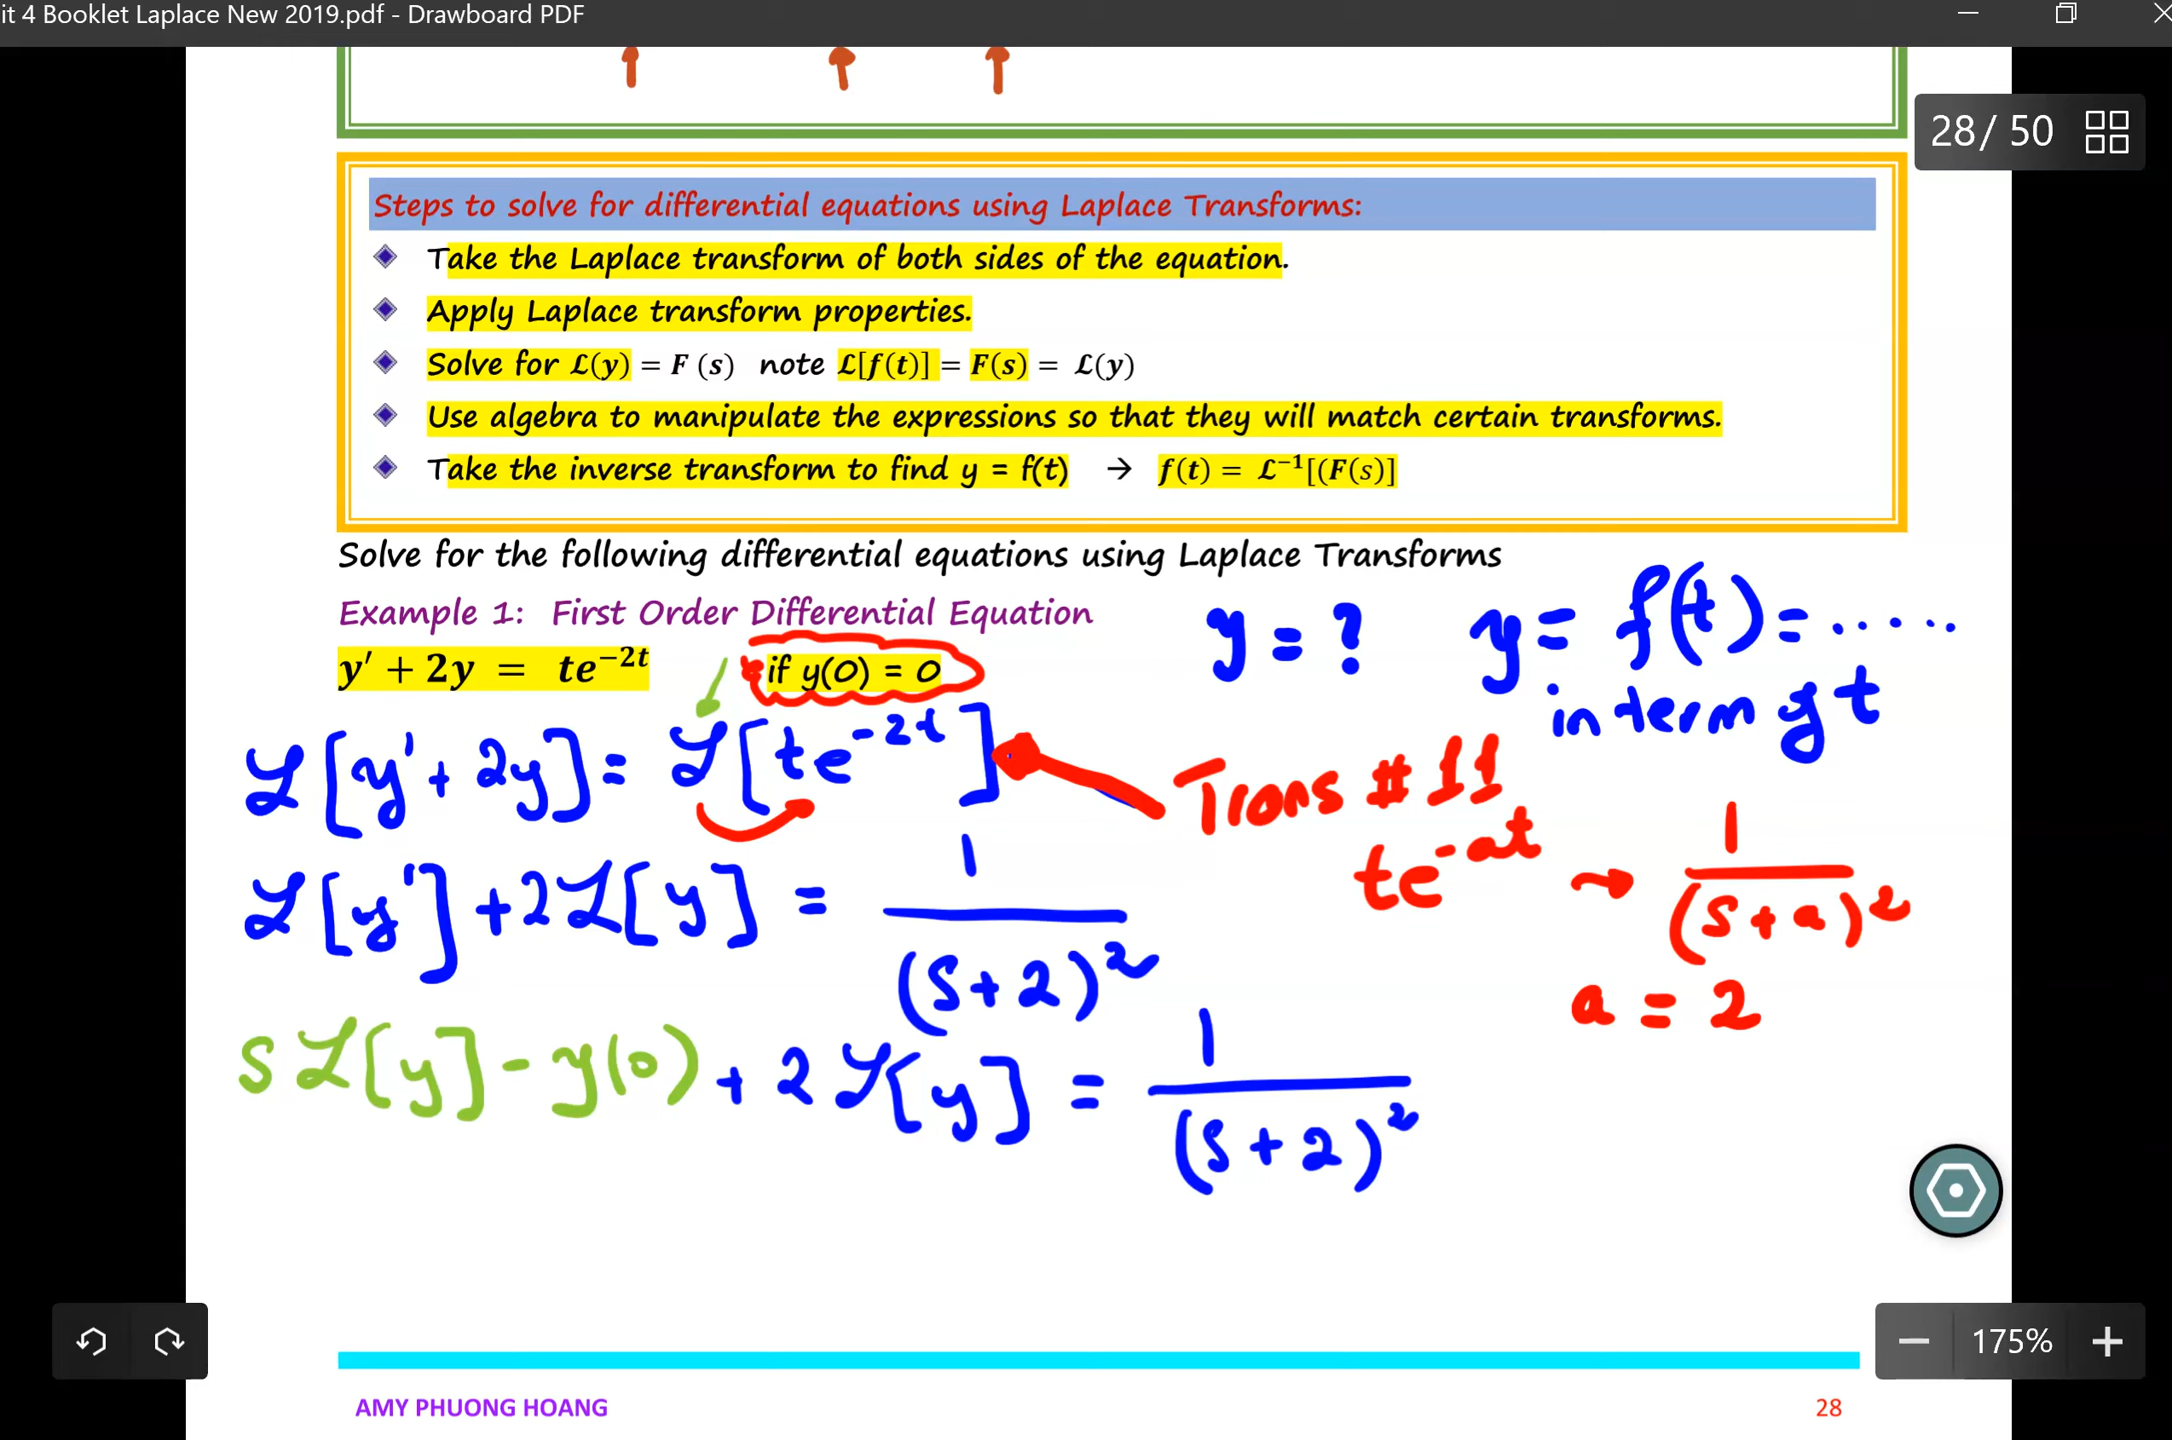 it 4 Booklet Laplace New 2019.pdf - Drawboard PDF
28/ 50
Steps to solve for differential equations using Laplace Transforms:
Take the Laplace transform of both sides of the equation.
Apply Laplace transform properties.
Solve for ℒ(y) = F (s) note ℒ[f(t)] = F(s) = ℒ(y)
Use algebra to manipulate the expressions so that they will match certain transforms.
Take the inverse transform to find y = f(t) → f(t) = ℒ⁻¹[(F(s)]
Solve for the following differential equations using Laplace Transforms
Example 1: First Order Differential Equation
y = ? y = f(t) = .....
in term of t
y′ + 2y = te⁻²ᵗ if y(0) = 0
ℒ[y' + 2y] = ℒ[te⁻²ᵗ]
Trans #11
te⁻ᵃᵗ → 1/(s+a)²
a = 2
ℒ[y'] + 2ℒ[y] = 1/(s+2)²
sℒ[y] - y(0) + 2ℒ[y] = 1/(s+2)²
175%
AMY PHUONG HOANG
28